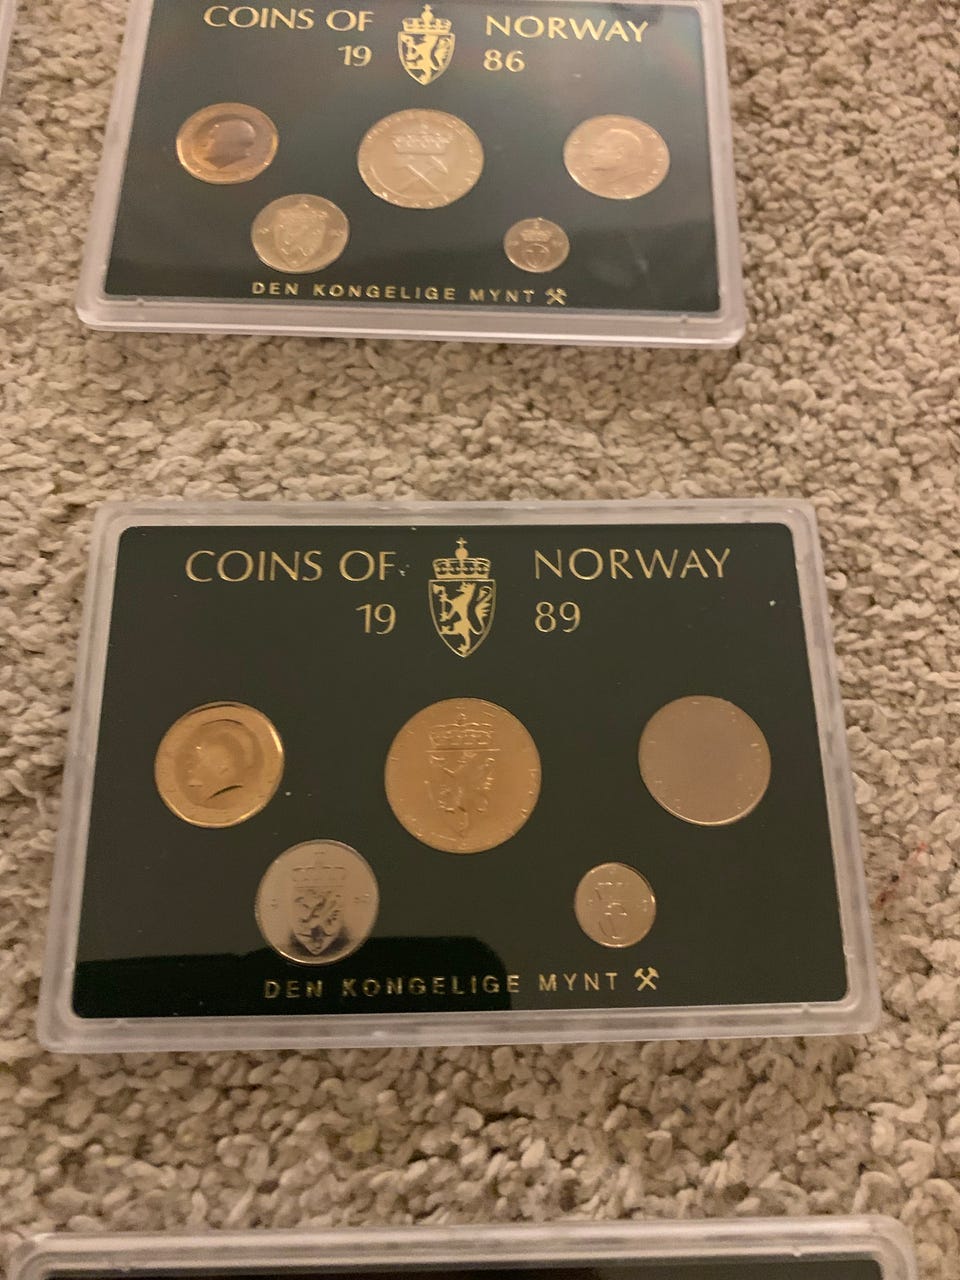 COINS OF NORWAY
19 86
DEN KONGELIGE MYNT
COINS OF NORWAY
19 89
DEN KONGELIGE MYNT